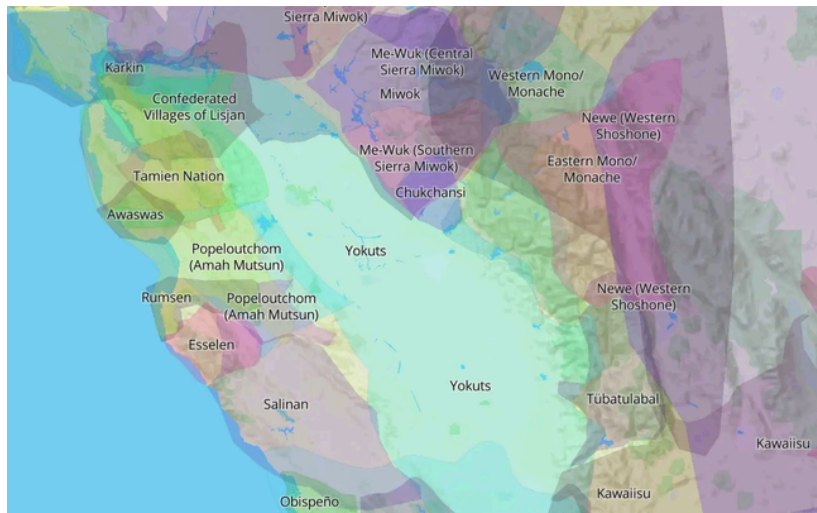 Sierra Miwok)
Me-Wuk (Central
Sierra Miwok)
Karkin
Western Mono/
Monache
Miwok
Confederated
Villages of Lisjan
Newe (Western
Shoshone)
Me-Wuk (Southern
Sierra Miwok)
Eastern Mono/
Monache
Tamien Nation
Chukchansi
Awaswas
Popeloutchom
(Amah Mutsun)
Yokuts
Newe (Western
Shoshone)
Rumsen
Popeloutchom
(Amah Mutsun)
Esselen
Yokuts
Salinan
Tübatulabal
Kawaiisu
Kawaiisu
Obispeño